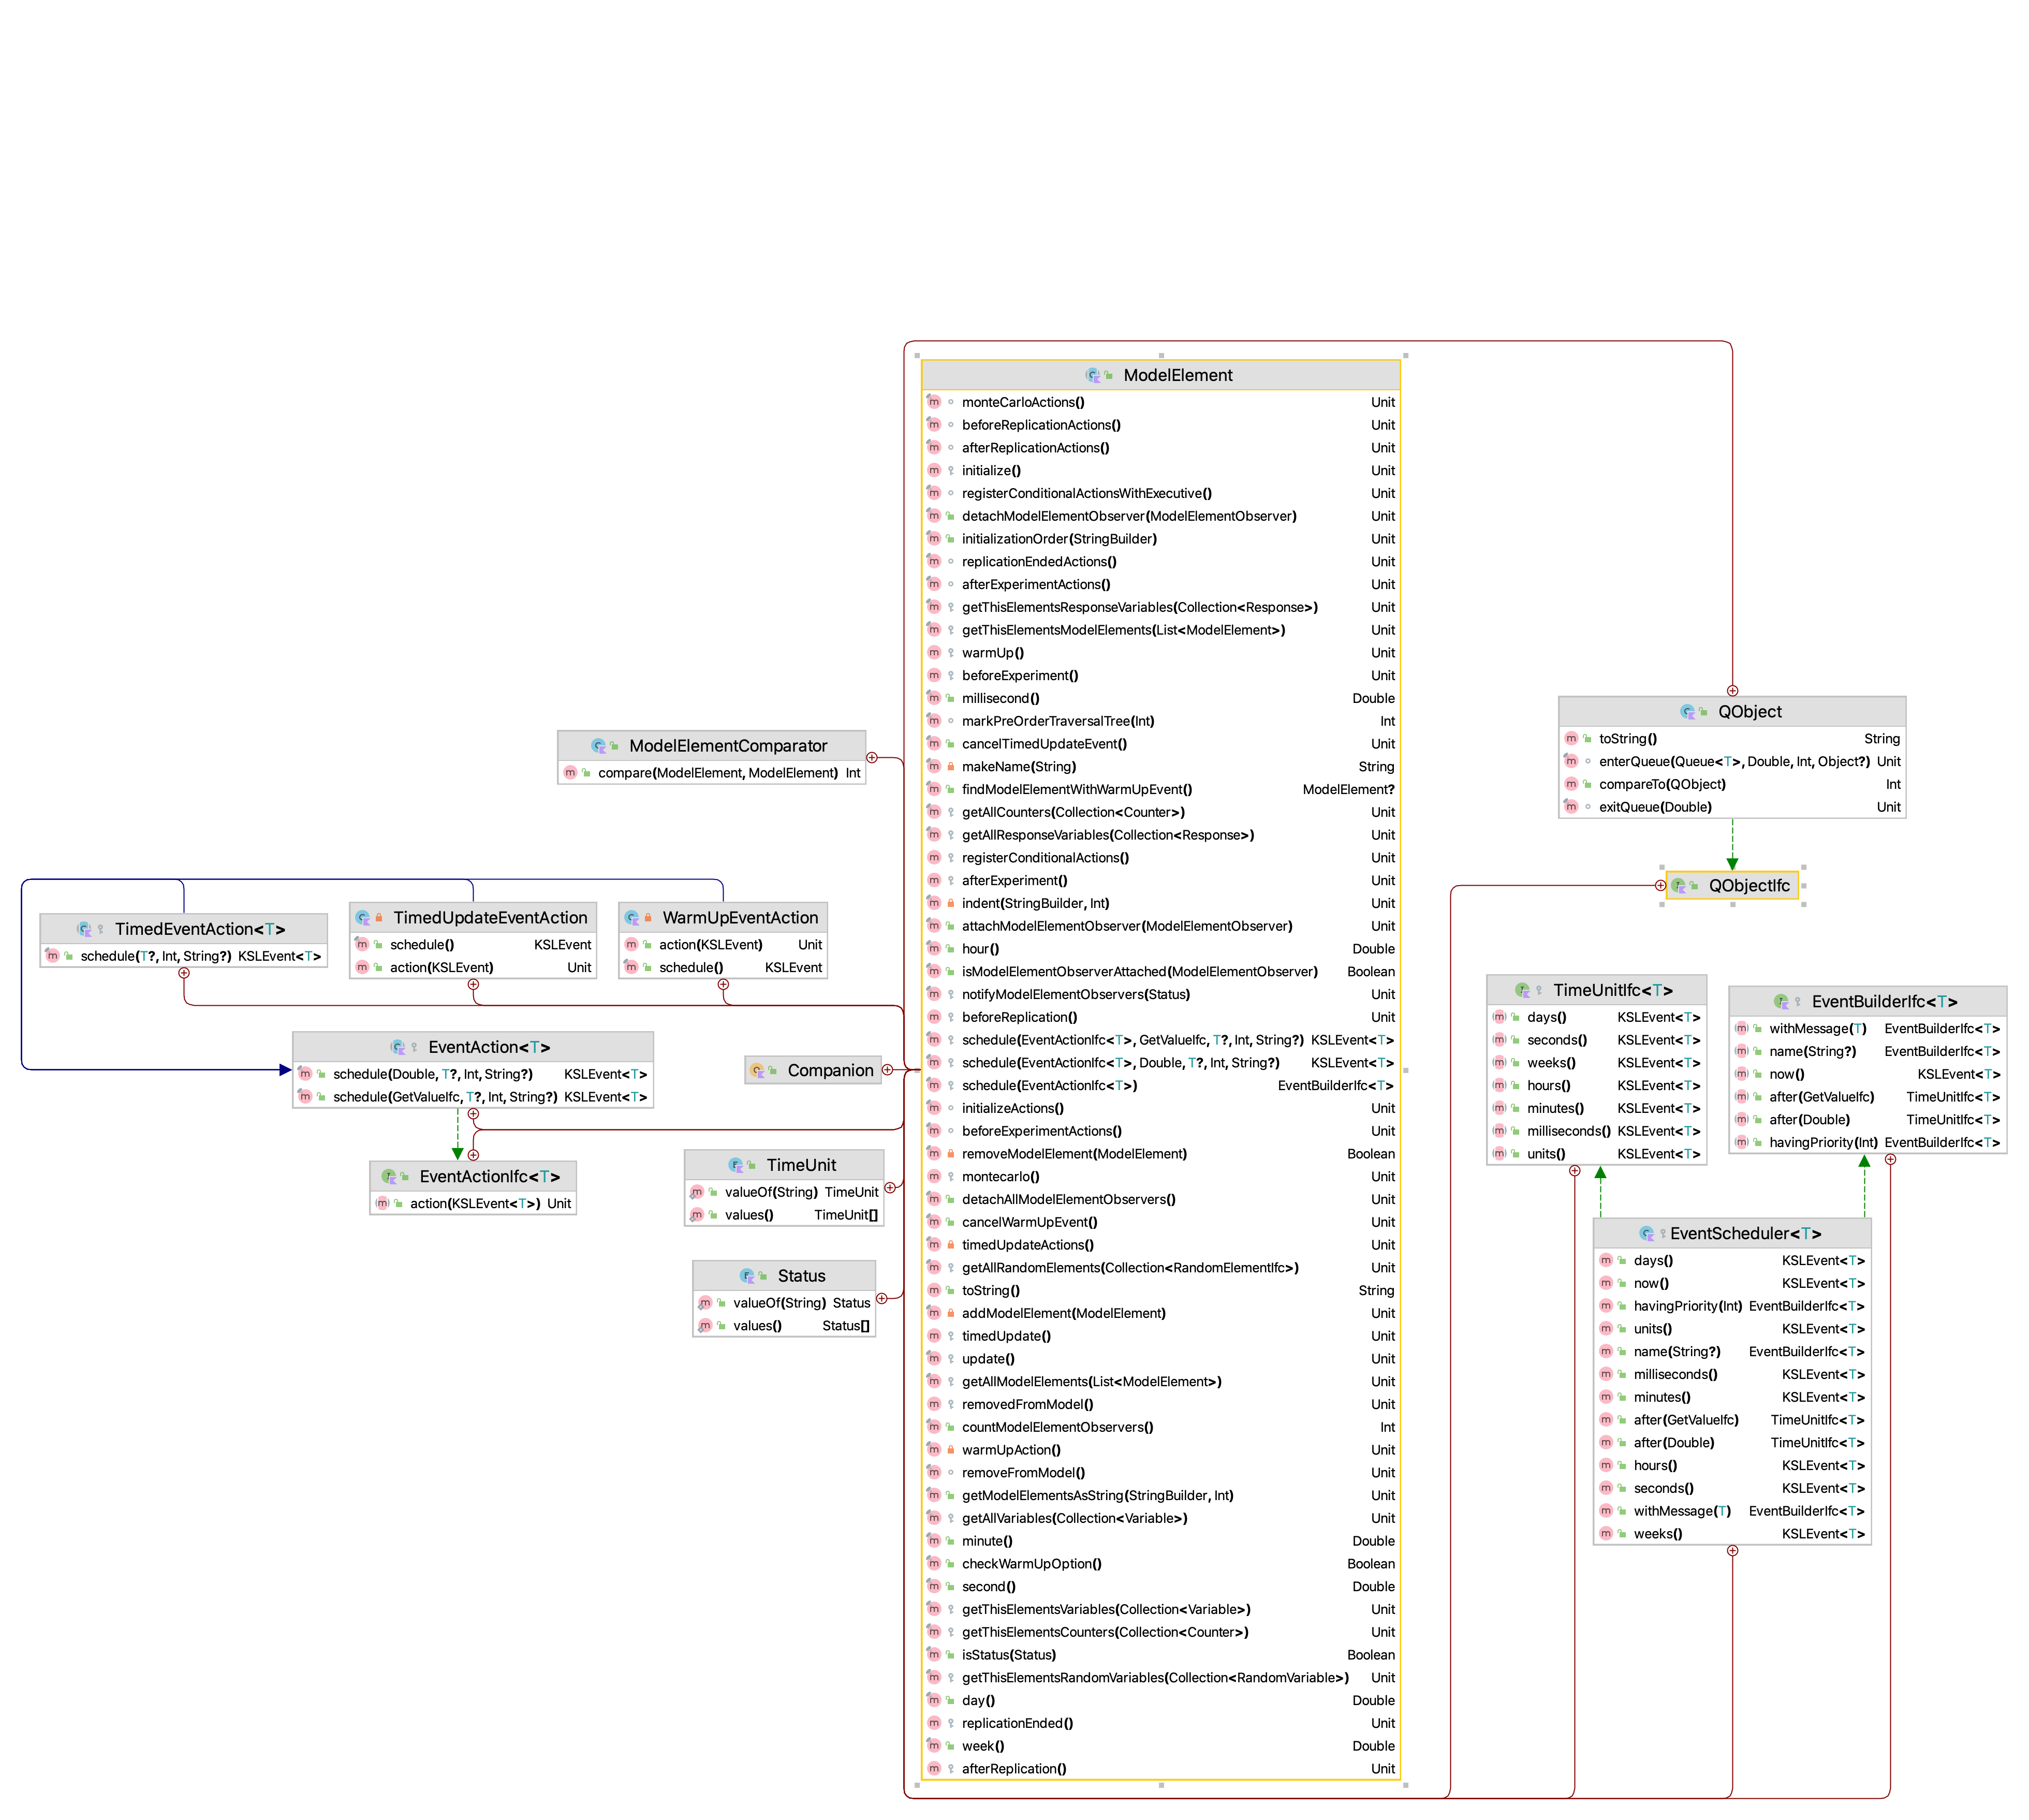 ModelElement
monteCarloActions() Unit
beforeReplicationActions() Unit
afterReplicationActions() Unit
initialize() Unit
registerConditionalActionsWithExecutive() Unit
detachModelElementObserver(ModelElementObserver) Unit
initializationOrder(StringBuilder) Unit
replicationEndedActions() Unit
afterExperimentActions() Unit
getThisElementsResponseVariables(Collection<Response>) Unit
getThisElementsModelElements(List<ModelElement>) Unit
warmUp() Unit
beforeExperiment() Unit
millisecond() Double
markPreOrderTraversalTree(Int) Int
cancelTimedUpdateEvent() Unit
makeName(String) String
findModelElementWithWarmUpEvent() ModelElement?
getAllCounters(Collection<Counter>) Unit
getAllResponseVariables(Collection<Response>) Unit
registerConditionalActions() Unit
afterExperiment() Unit
indent(StringBuilder, Int) Unit
attachModelElementObserver(ModelElementObserver) Unit
hour() Double
isModelElementObserverAttached(ModelElementObserver) Boolean
notifyModelElementObservers(Status) Unit
beforeReplication() Unit
schedule(EventActionIfc<T>, GetValueIfc, T?, Int, String?) KSLEvent<T>
schedule(EventActionIfc<T>, Double, T?, Int, String?) KSLEvent<T>
schedule(EventActionIfc<T>) EventBuilderIfc<T>
initializeActions() Unit
beforeExperimentActions() Unit
removeModelElement(ModelElement) Boolean
montecarlo() Unit
detachAllModelElementObservers() Unit
cancelWarmUpEvent() Unit
timedUpdateActions() Unit
getAllRandomElements(Collection<RandomElementIfc>) Unit
toString() String
addModelElement(ModelElement) Unit
timedUpdate() Unit
update() Unit
getAllModelElements(List<ModelElement>) Unit
removedFromModel() Unit
countModelElementObservers() Int
warmUpAction() Unit
removeFromModel() Unit
getModelElementsAsString(StringBuilder, Int) Unit
getAllVariables(Collection<Variable>) Unit
minute() Double
checkWarmUpOption() Boolean
second() Double
getThisElementsVariables(Collection<Variable>) Unit
getThisElementsCounters(Collection<Counter>) Unit
isStatus(Status) Boolean
getThisElementsRandomVariables(Collection<RandomVariable>) Unit
day() Double
replicationEnded() Unit
week() Double
afterReplication() Unit
ModelElementComparator
compare(ModelElement, ModelElement) Int
TimedEventAction<T>
schedule(T?, Int, String?) KSLEvent<T>
TimedUpdateEventAction
schedule() KSLEvent
action(KSLEvent) Unit
WarmUpEventAction
action(KSLEvent) Unit
schedule() KSLEvent
EventAction<T>
schedule(Double, T?, Int, String?) KSLEvent<T>
schedule(GetValueIfc, T?, Int, String?) KSLEvent<T>
Companion
EventActionIfc<T>
action(KSLEvent<T>) Unit
TimeUnit
valueOf(String) TimeUnit
values() TimeUnit[]
Status
valueOf(String) Status
values() Status[]
QObject
toString() String
enterQueue(Queue<T>, Double, Int, Object?) Unit
compareTo(QObject) Int
exitQueue(Double) Unit
QObjectIfc
TimeUnitIfc<T>
days() KSLEvent<T>
seconds() KSLEvent<T>
weeks() KSLEvent<T>
hours() KSLEvent<T>
minutes() KSLEvent<T>
milliseconds() KSLEvent<T>
units() KSLEvent<T>
EventBuilderIfc<T>
withMessage(T) EventBuilderIfc<T>
name(String?) EventBuilderIfc<T>
now() KSLEvent<T>
after(GetValueIfc) TimeUnitIfc<T>
after(Double) TimeUnitIfc<T>
havingPriority(Int) EventBuilderIfc<T>
EventScheduler<T>
days() KSLEvent<T>
now() KSLEvent<T>
havingPriority(Int) EventBuilderIfc<T>
units() KSLEvent<T>
name(String?) EventBuilderIfc<T>
milliseconds() KSLEvent<T>
minutes() KSLEvent<T>
after(GetValueIfc) TimeUnitIfc<T>
after(Double) TimeUnitIfc<T>
hours() KSLEvent<T>
seconds() KSLEvent<T>
withMessage(T) EventBuilderIfc<T>
weeks() KSLEvent<T>